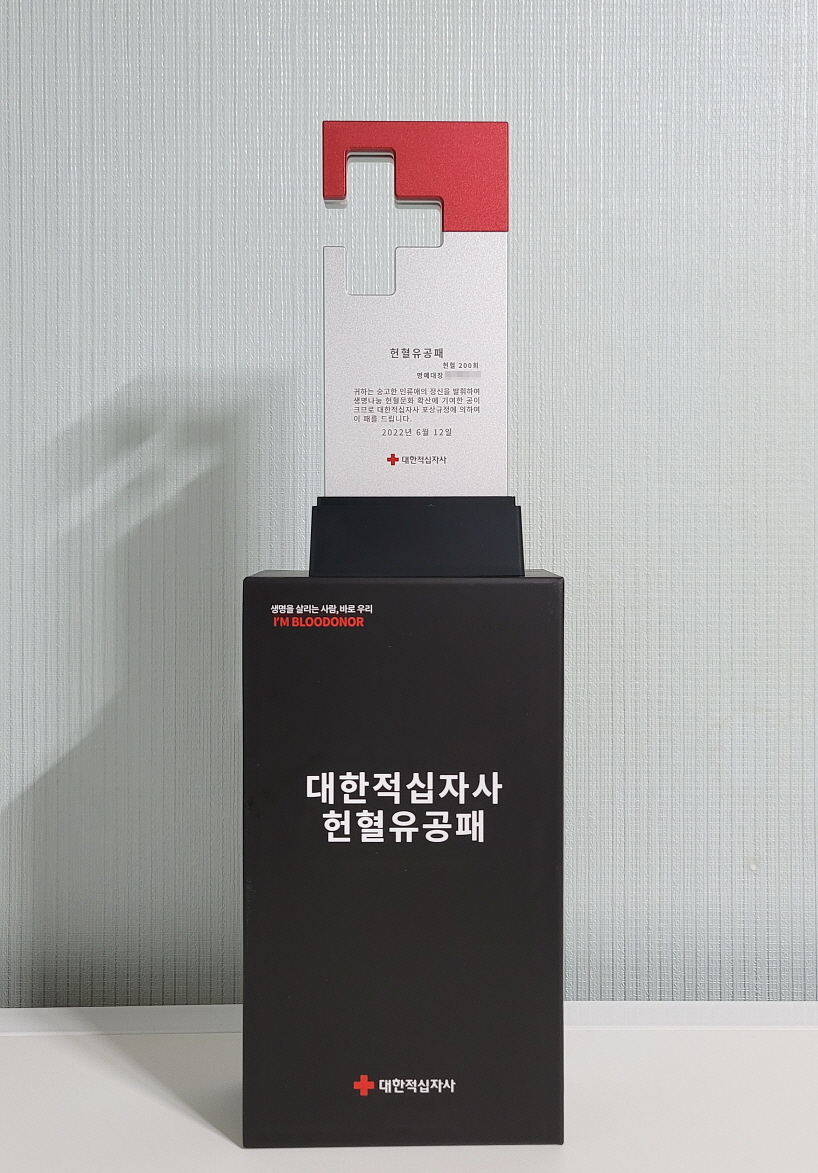 헌혈유공패
헌혈 200회
명예대장
귀하는 숭고한 인류애의 정신을 발휘하여
생명나눔 헌혈문화 확산에 기여한 공이
크므로 대한적십자사 포상규정에 의하여
이 패를 드립니다.
2022년 6월 12일
대한적십자사
생명을 살리는 사람, 바로 우리
I'M BLOODONOR
대한적십자사
헌혈유공패
대한적십자사